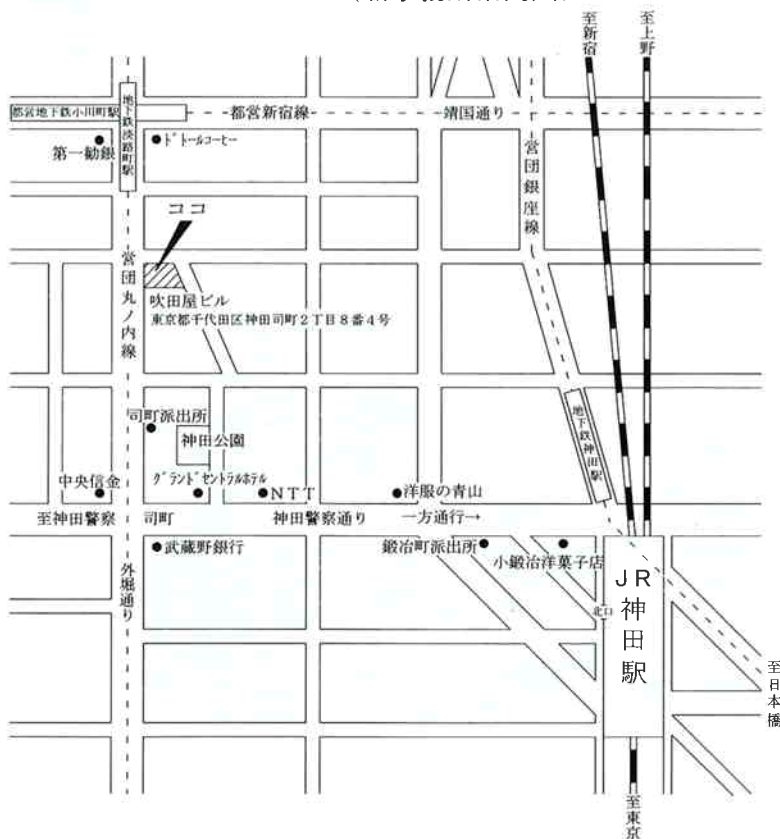 至新宿
至上野
都営地下鉄小川町駅
地下鉄淡路町駅
都営新宿線
靖国通り
第一勧銀
ドトールコーヒー
営団銀座線
ココ
営団丸ノ内線
吹田屋ビル
東京都千代田区神田司町2丁目8番4号
司町派出所
神田公園
地下鉄神田駅
中央信金
グランドセントラルホテル
NTT
洋服の青山
至神田警察
司町
神田警察通り
一方通行→
武蔵野銀行
鍛冶町派出所
小鍛治洋菓子店
外堀通り
北口
JR
神田駅
至日本橋
至東京